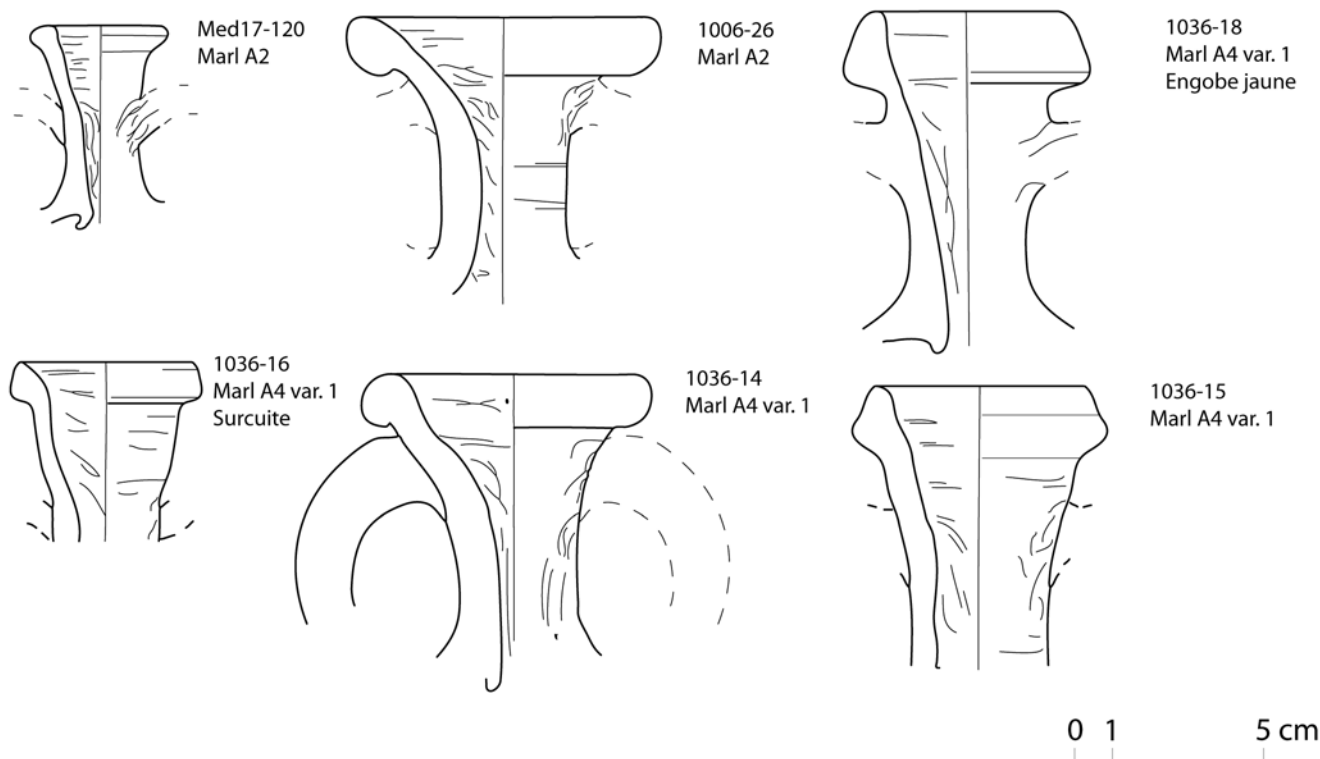 Med17-120
Marl A2
1006-26
Marl A2
1036-18
Marl A4 var. 1
Engobe jaune
1036-16
Marl A4 var. 1
Surcuite
1036-14
Marl A4 var. 1
1036-15
Marl A4 var. 1
0 1 5 cm